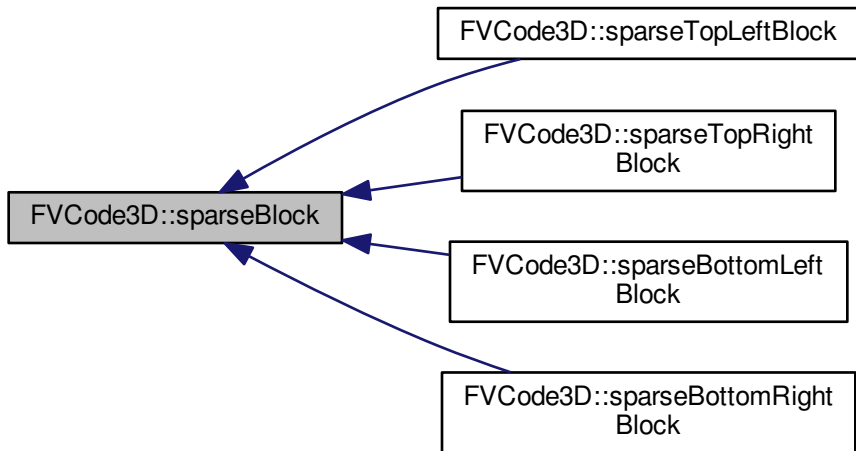 FVCode3D::sparseTopLeftBlock
FVCode3D::sparseTopRight
Block
FVCode3D::sparseBlock
FVCode3D::sparseBottomLeft
Block
FVCode3D::sparseBottomRight
Block